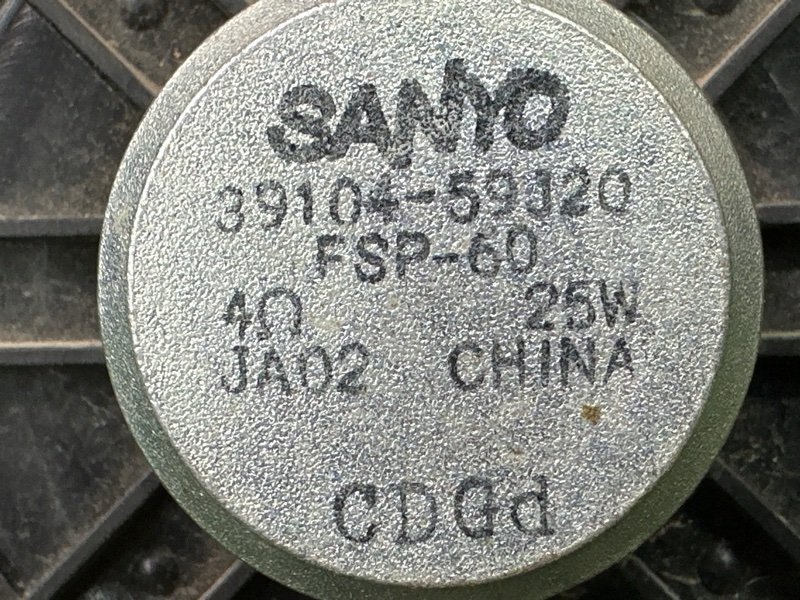 SANYO
39104-59J20
FSP-60
4Ω 25W
JA02 CHINA
CDGd